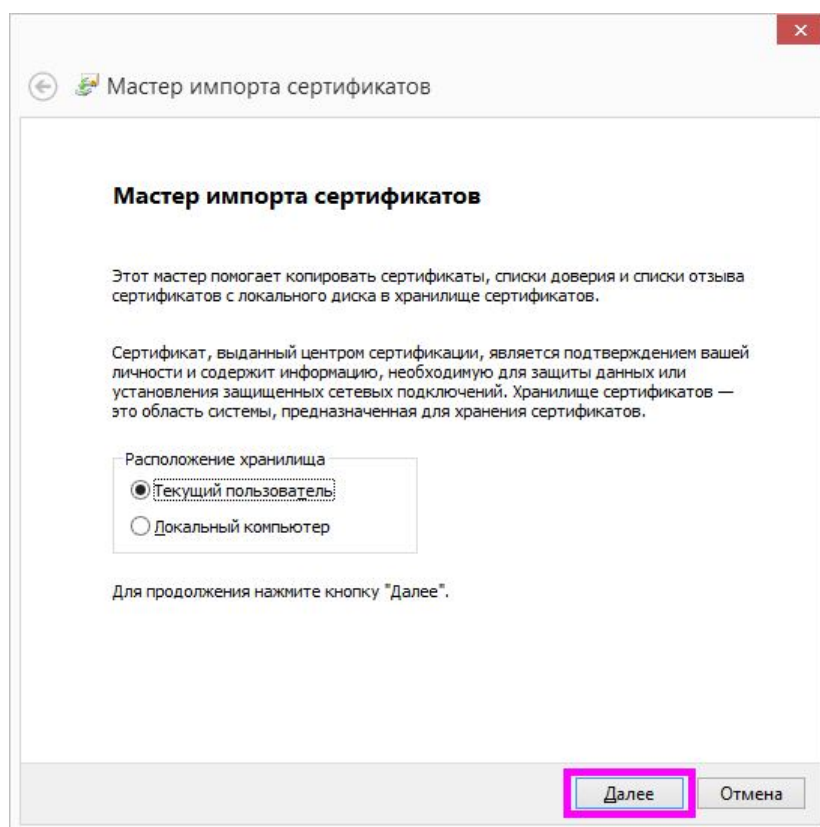 Мастер импорта сертификатов
Мастер импорта сертификатов
Этот мастер помогает копировать сертификаты, списки доверия и списки отзыва
сертификатов с локального диска в хранилище сертификатов.
Сертификат, выданный центром сертификации, является подтверждением вашей
личности и содержит информацию, необходимую для защиты данных или
установления защищенных сетевых подключений. Хранилище сертификатов —
это область системы, предназначенная для хранения сертификатов.
Расположение хранилища
Текущий пользователь
Локальный компьютер
Для продолжения нажмите кнопку "Далее".
Далее Отмена